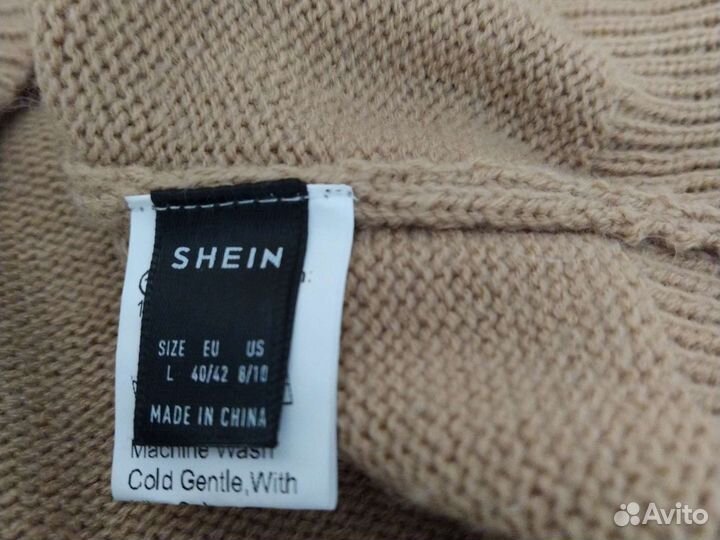 SHEIN
SIZE EU US
L 40/42 8/10
MADE IN CHINA
Machine Wash
Cold Gentle, With
Avito